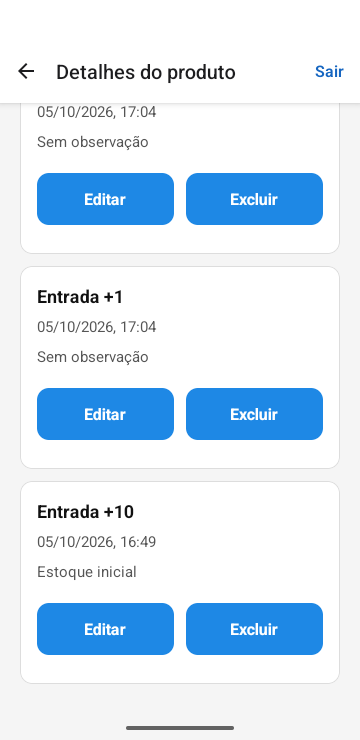 Detalhes do produto
Sair
05/10/2026, 17:04
Sem observação
Editar
Excluir
Entrada +1
05/10/2026, 17:04
Sem observação
Editar
Excluir
Entrada +10
05/10/2026, 16:49
Estoque inicial
Editar
Excluir